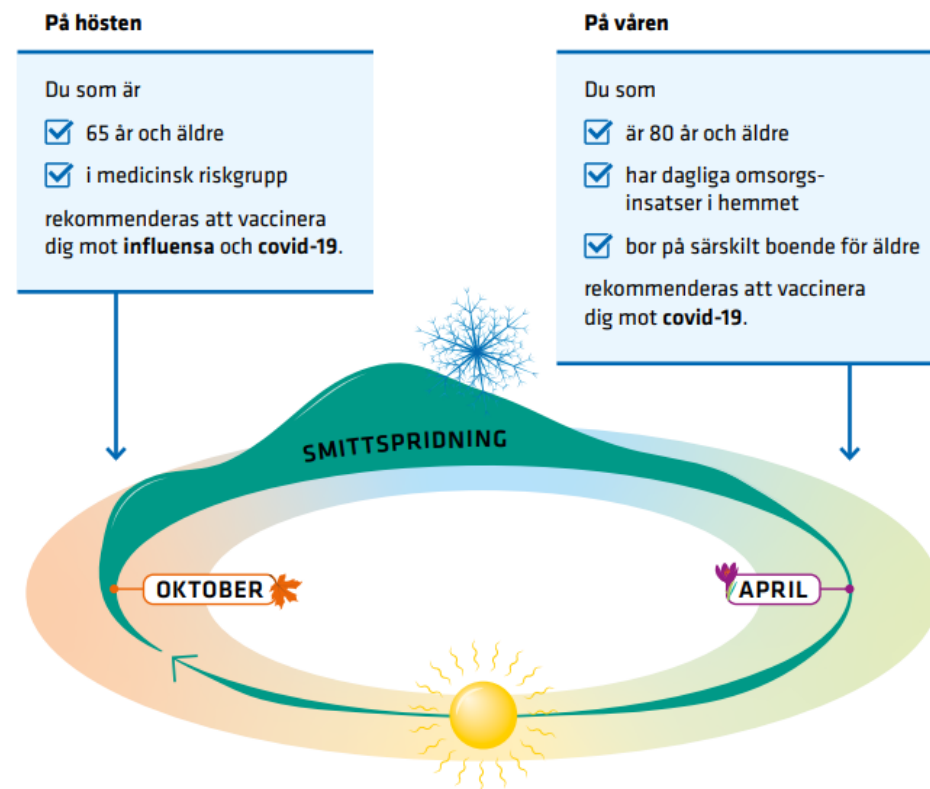 På hösten
Du som är
65 år och äldre
i medicinsk riskgrupp
rekommenderas att vaccinera
dig mot influensa och covid-19.
På våren
Du som
är 80 år och äldre
har dagliga omsorgs-
insatser i hemmet
bor på särskilt boende för äldre
rekommenderas att vaccinera
dig mot covid-19.
SMITTSPRIDNING
OKTOBER
APRIL